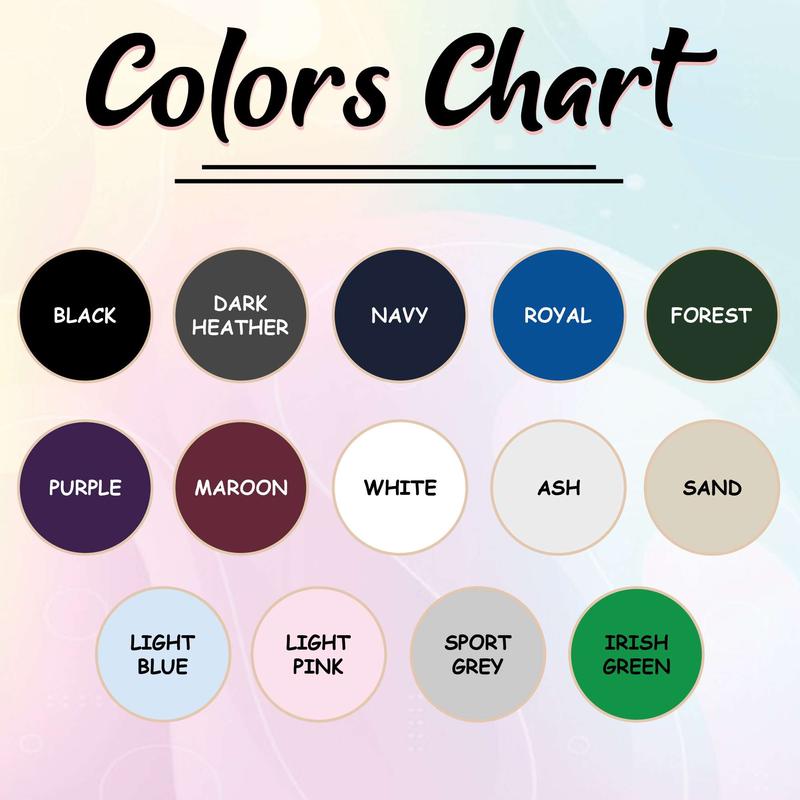 Colors Chart
BLACK
DARK
HEATHER
NAVY
ROYAL
FOREST
PURPLE
MAROON
WHITE
ASH
SAND
LIGHT
BLUE
LIGHT
PINK
SPORT
GREY
IRISH
GREEN